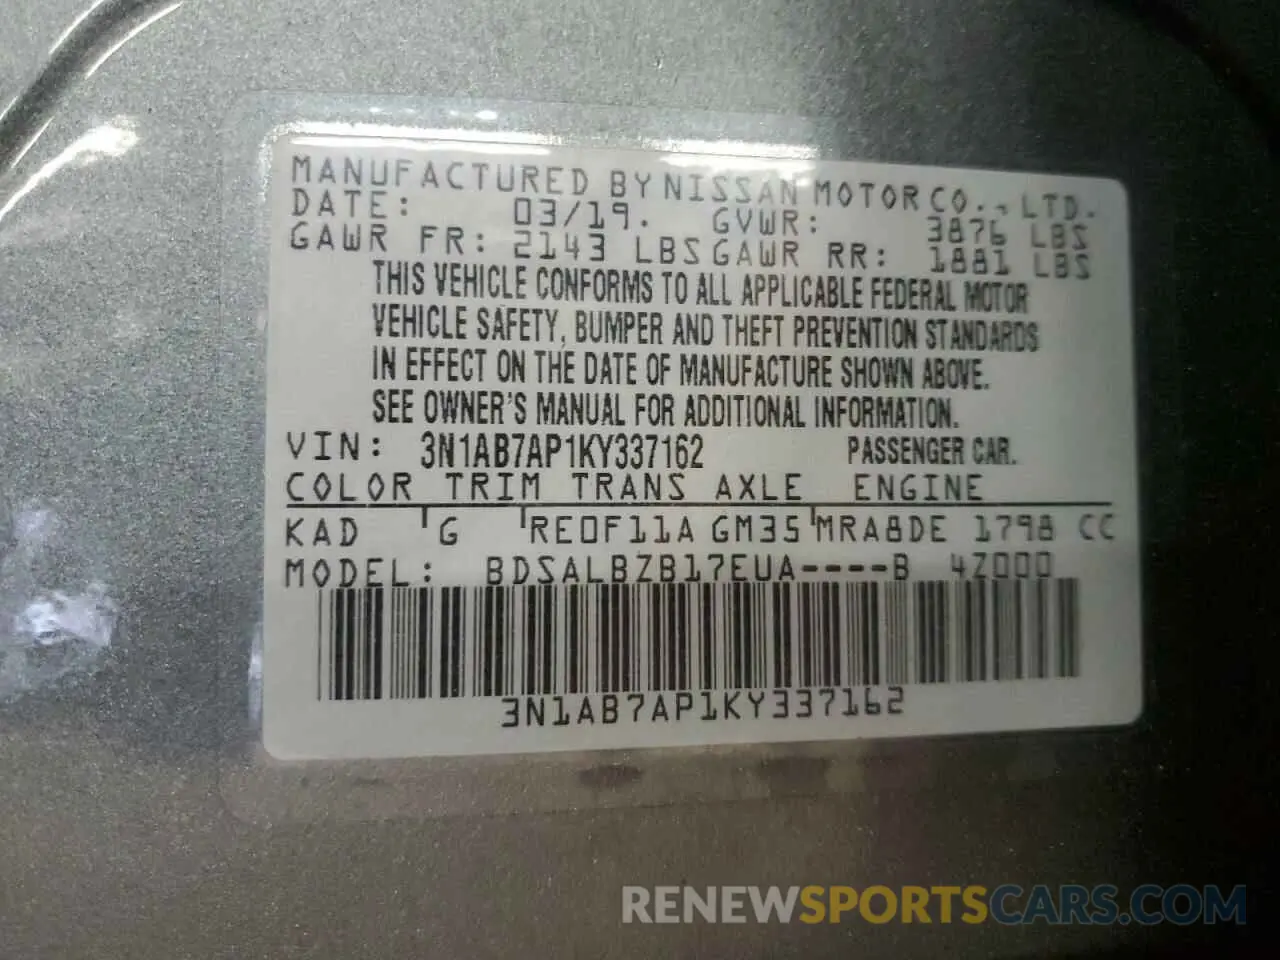 MANUFACTURED BY NISSAN MOTOR CO., LTD.
DATE: 03/19. GVWR: 3876 LBS
GAWR FR: 2143 LBS GAWR RR: 1881 LBS
THIS VEHICLE CONFORMS TO ALL APPLICABLE FEDERAL MOTOR
VEHICLE SAFETY, BUMPER AND THEFT PREVENTION STANDARDS
IN EFFECT ON THE DATE OF MANUFACTURE SHOWN ABOVE.
SEE OWNER'S MANUAL FOR ADDITIONAL INFORMATION.
VIN: 3N1AB7AP1KY337162 PASSENGER CAR.
COLOR TRIM TRANS AXLE ENGINE
KAD G RE0F11A GM35 MRA8DE 1798 CC
MODEL: BDSALBZB17EUA----B 4Z000
3N1AB7AP1KY337162
RENEWSPORTSCARS.COM